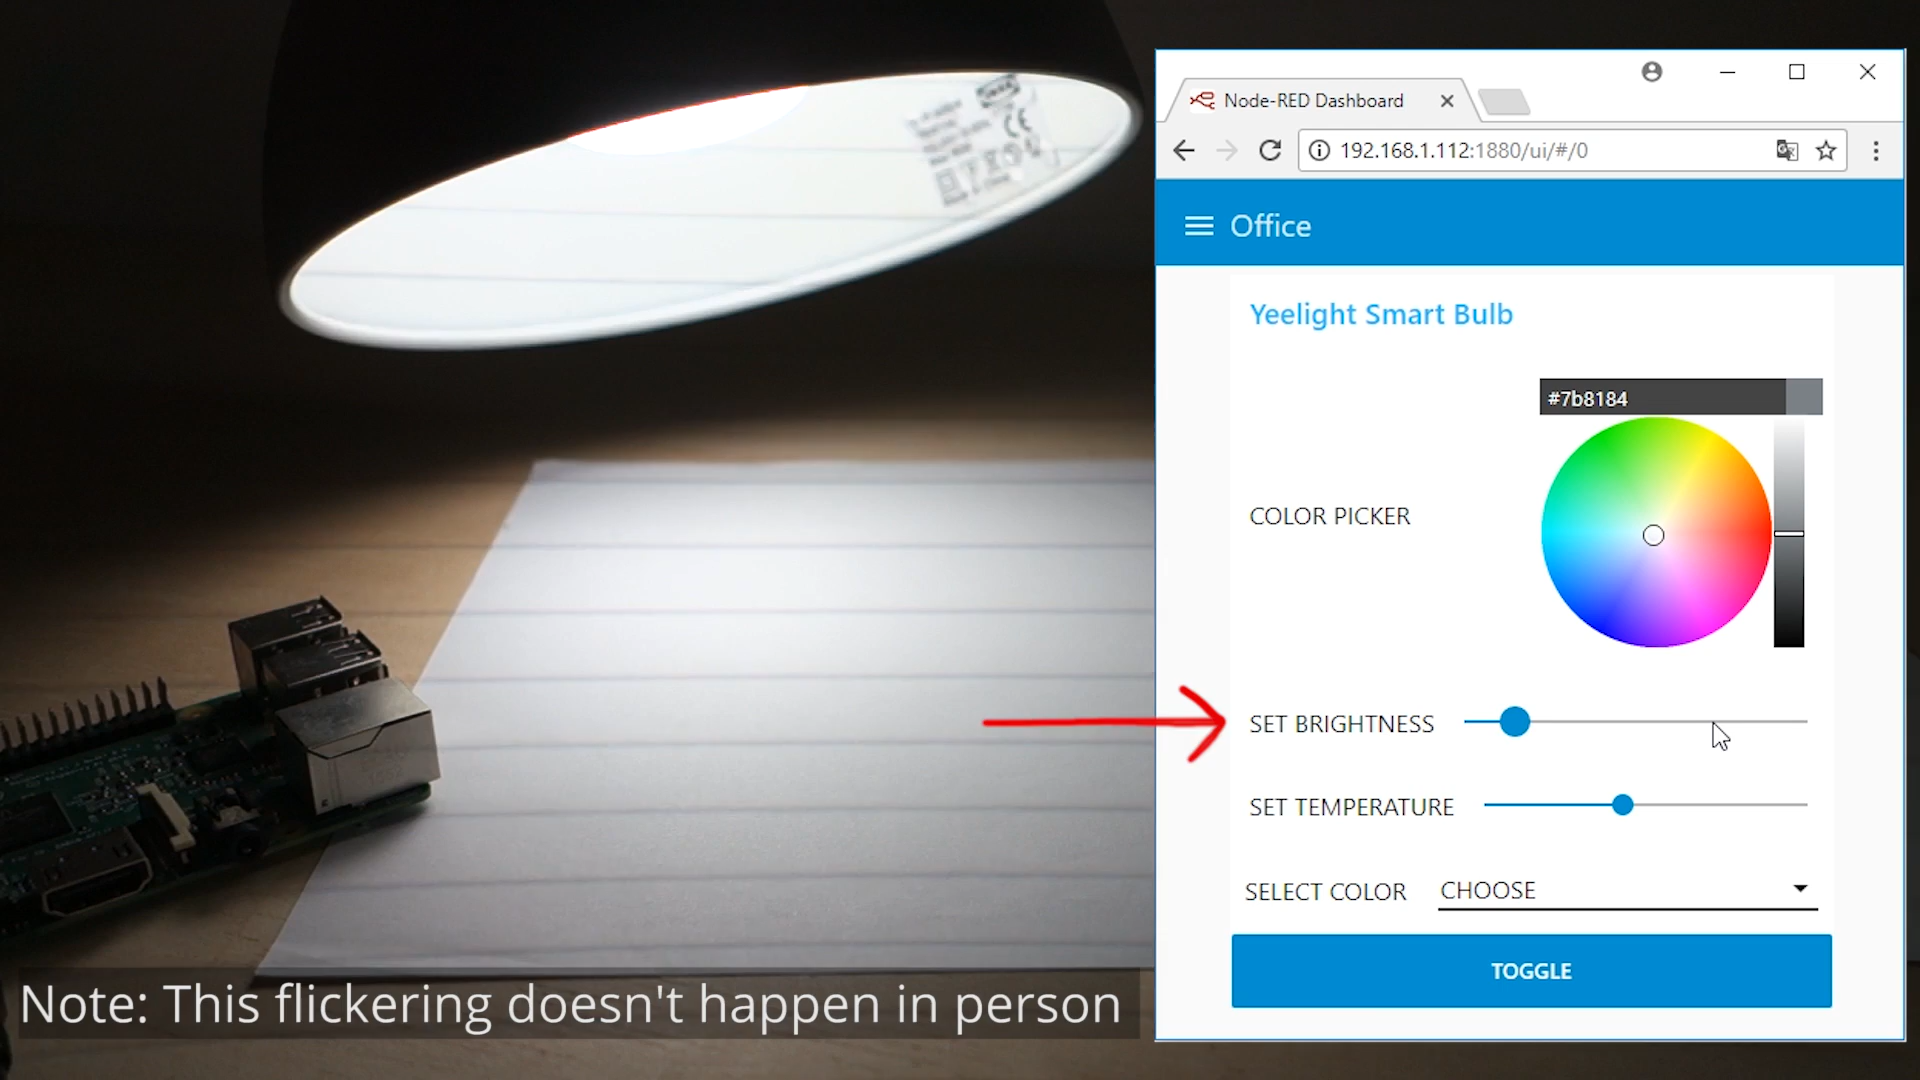 Node-RED Dashboard
192.168.1.112:1880/ui/#/0
Office
Yeelight Smart Bulb
#7b8184
COLOR PICKER
SET BRIGHTNESS
SET TEMPERATURE
SELECT COLOR CHOOSE
TOGGLE
Note: This flickering doesn't happen in person